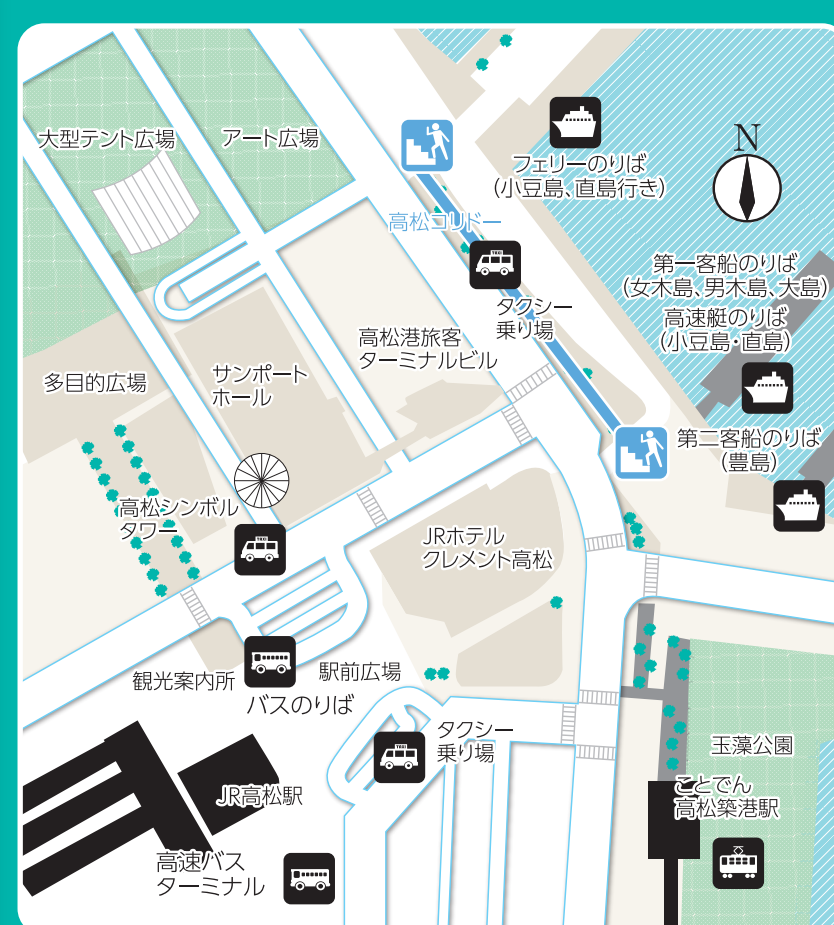 大型テント広場
アート広場
フェリーのりば
(小豆島、直島行き)
N
高松コリドー
TAXI
タクシー
乗り場
第一客船のりば
(女木島、男木島、大島)
高速艇のりば
(小豆島・直島)
高松港旅客
ターミナルビル
サンポート
ホール
多目的広場
第二客船のりば
(豊島)
高松シンボル
タワー
TAXI
JRホテル
クレメント高松
観光案内所
バスのりば
駅前広場
TAXI
タクシー
乗り場
玉藻公園
JR高松駅
ことでん
高松築港駅
高速バス
ターミナル